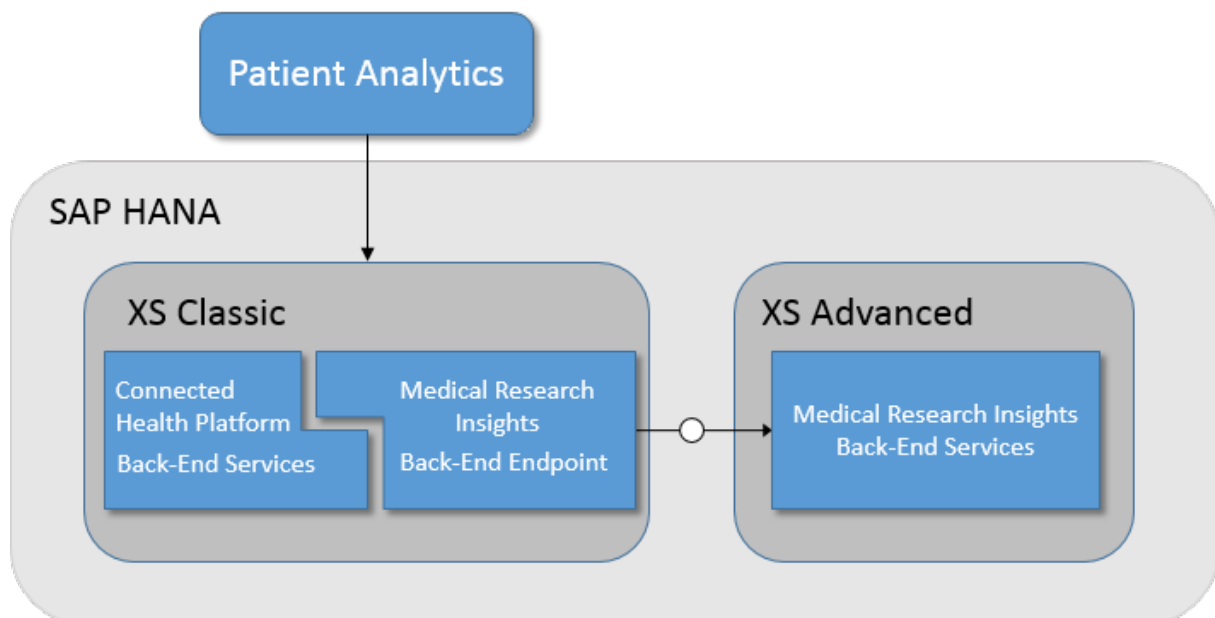 Patient Analytics
SAP HANA
XS Classic
Connected
Health Platform
Back-End Services
Medical Research
Insights
Back-End Endpoint
XS Advanced
Medical Research Insights
Back-End Services